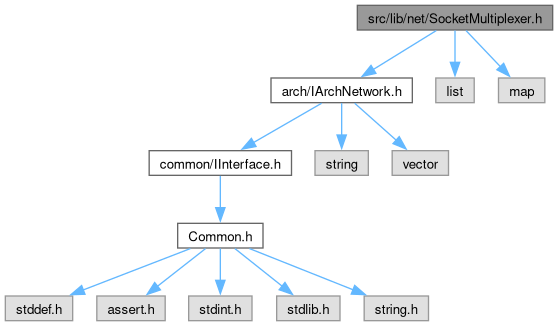 src/lib/net/SocketMultiplexer.h
arch/IArchNetwork.h
list
map
common/IInterface.h
string
vector
Common.h
stddef.h
assert.h
stdint.h
stdlib.h
string.h